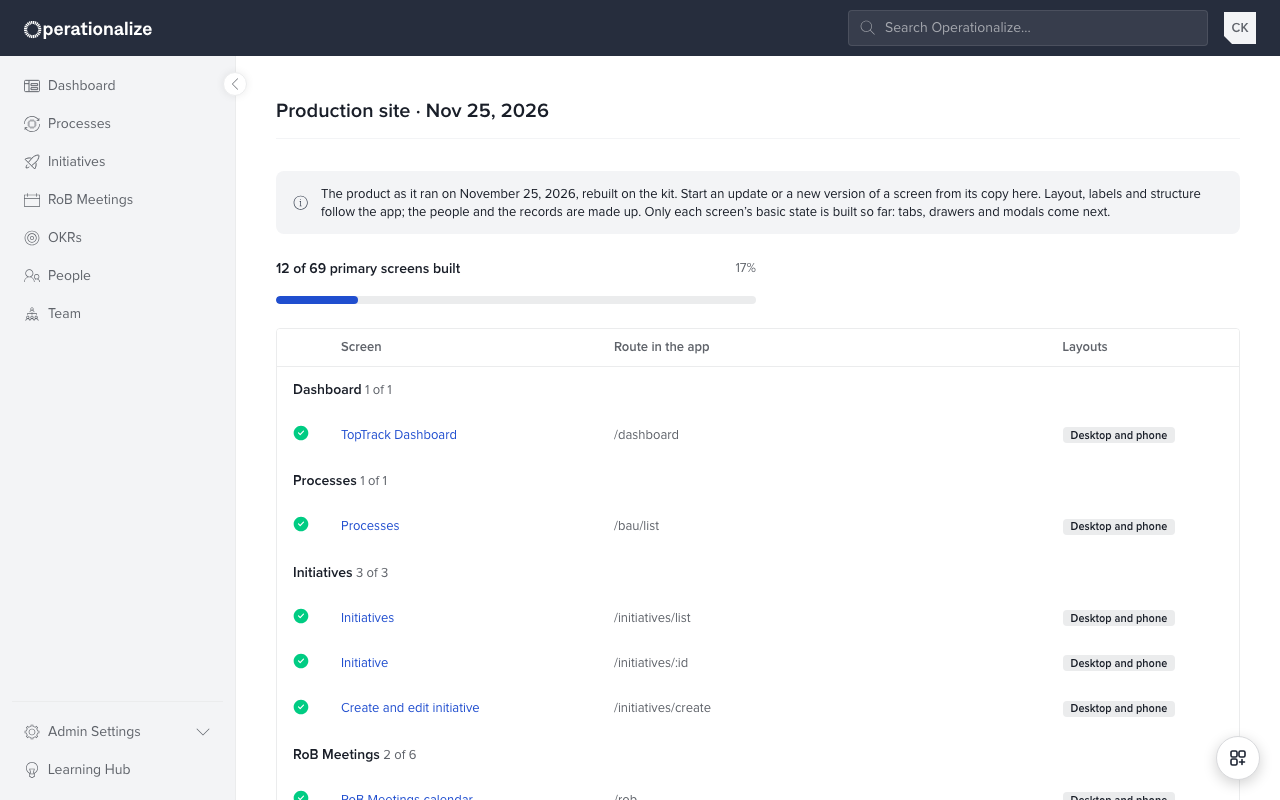 Operationalize
Search Operationalize...
CK
Dashboard
Processes
Initiatives
RoB Meetings
OKRs
People
Team
Admin Settings
Learning Hub
Production site · Nov 25, 2026
The product as it ran on November 25, 2026, rebuilt on the kit. Start an update or a new version of a screen from its copy here. Layout, labels and structure
follow the app; the people and the records are made up. Only each screen's basic state is built so far: tabs, drawers and modals come next.
12 of 69 primary screens built 17%
Screen Route in the app Layouts
Dashboard 1 of 1
TopTrack Dashboard /dashboard Desktop and phone
Processes 1 of 1
Processes /bau/list Desktop and phone
Initiatives 3 of 3
Initiatives /initiatives/list Desktop and phone
Initiative /initiatives/:id Desktop and phone
Create and edit initiative /initiatives/create Desktop and phone
RoB Meetings 2 of 6
RoB Meetings calendar /rob Desktop and phone